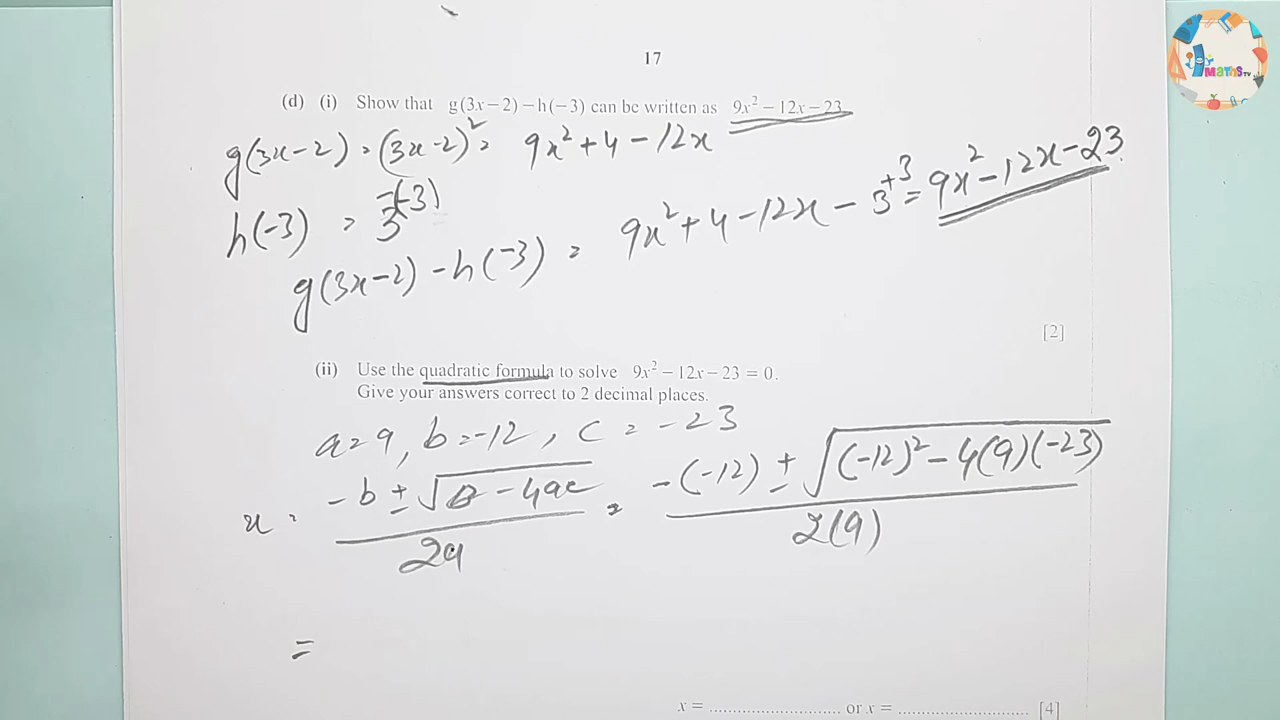 17
(d) (i) Show that g(3x−2)−h(−3) can be written as 9x²−12x−23
g(3x-2) = (3x-2)² = 9x²+4-12x
h(-3) = 3^-(-3)
g(3x-2) - h(-3) = 9x²+4-12x - 3^+3 = 9x²-12x-23.
[2]
(ii) Use the quadratic formula to solve 9x²−12x−23 = 0.
Give your answers correct to 2 decimal places.
a=9, b=-12, c = -23
x = (-b ± √(b²-4ac))/2a = (-(-12) ± √((-12)²-4(9)(-23)))/2(9)
=
x = .............................. or x = .............................. [4]
MATHS TV